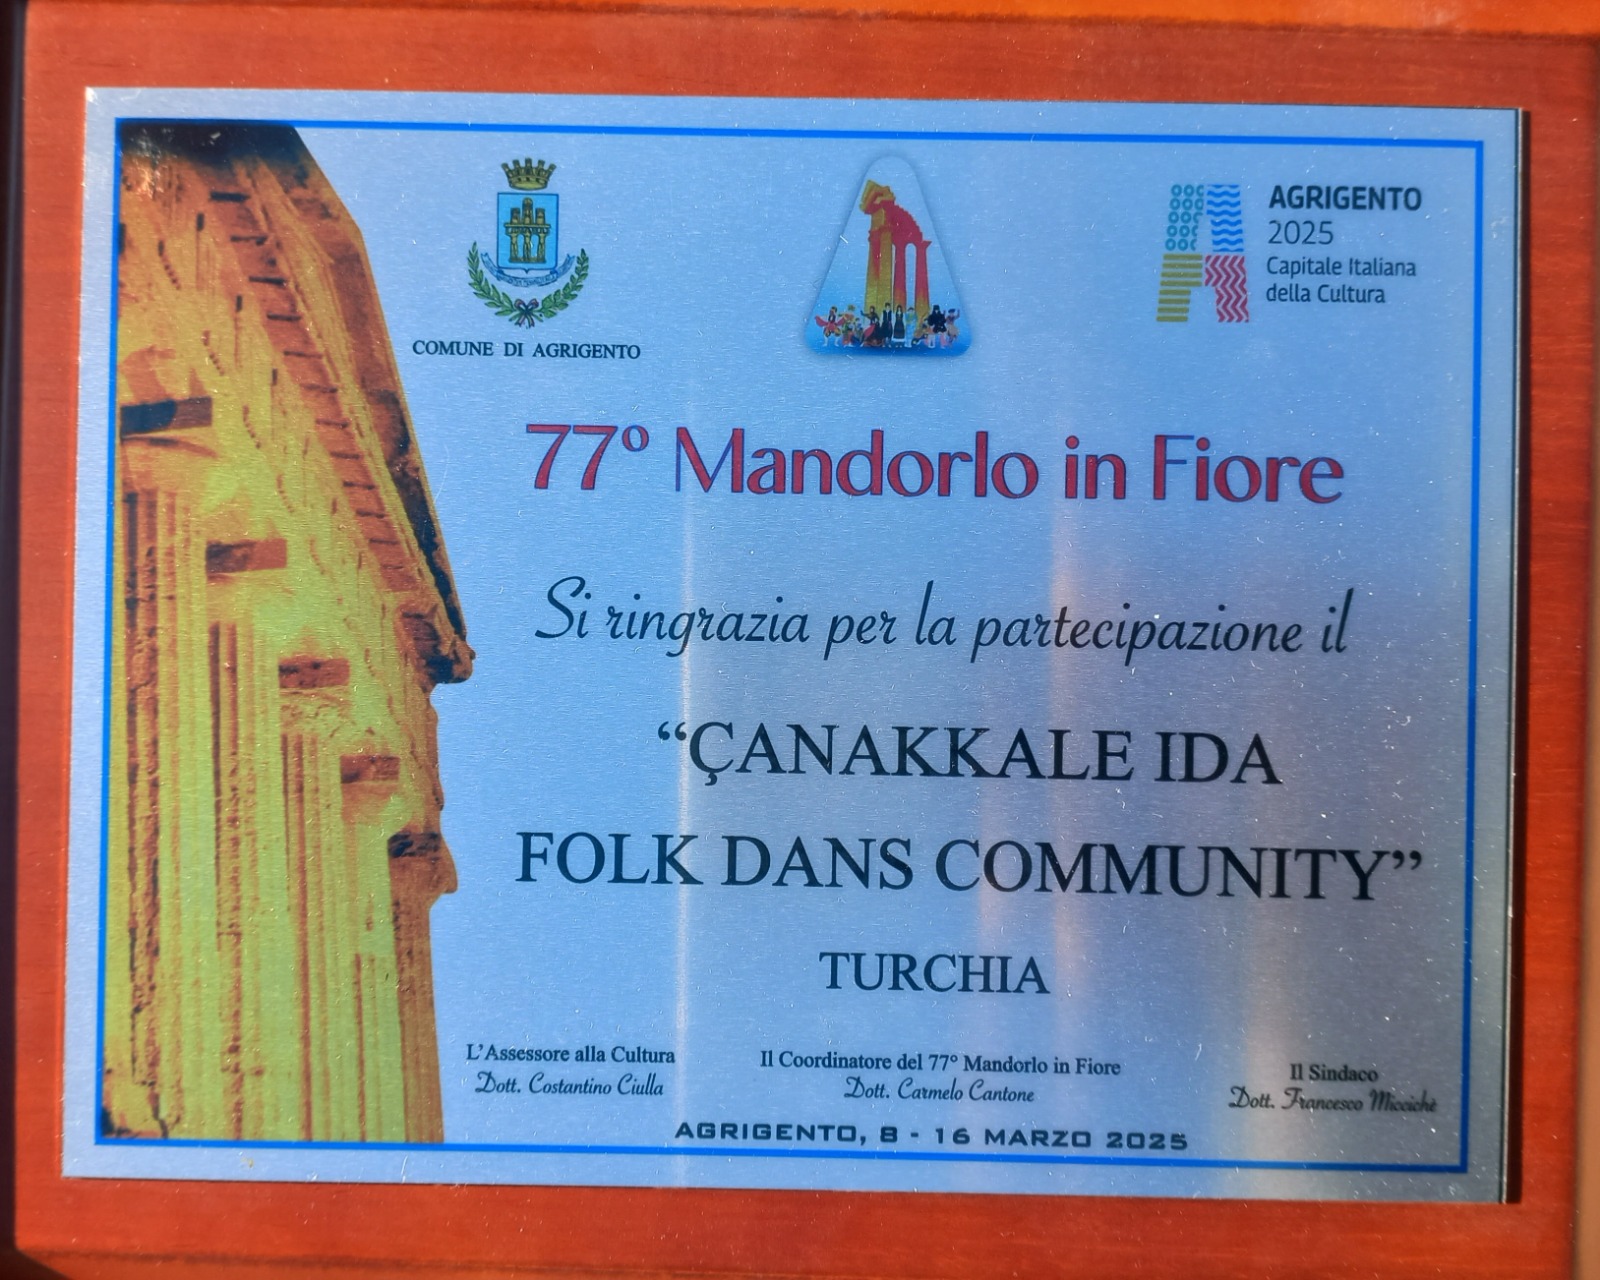 COMUNE DI AGRIGENTO
AGRIGENTO
2025
Capitale Italiana
della Cultura
77° Mandorlo in Fiore
Si ringrazia per la partecipazione il
“ÇANAKKALE IDA
FOLK DANS COMMUNITY”
TURCHIA
L’Assessore alla Cultura
Dott. Costantino Ciulla
Il Coordinatore del 77° Mandorlo in Fiore
Dott. Carmelo Cantone
Il Sindaco
Dott. Francesco Miccichè
AGRIGENTO, 8 - 16 MARZO 2025